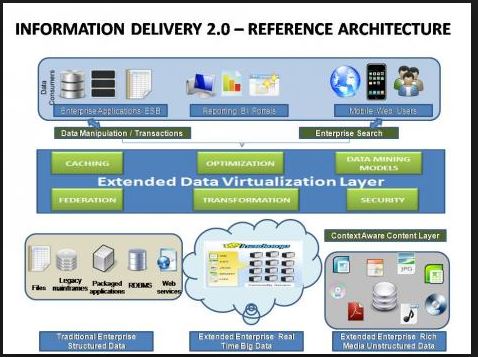 INFORMATION DELIVERY 2.0 – REFERENCE ARCHITECTURE
Data
Consumers
Enterprise Applications ESB
Reporting BI Portals
Mobile Web Users
Data Manipulation / Transactions
Enterprise Search
CACHING
OPTIMIZATION
DATA MINING
MODELS
Extended Data Virtualization Layer
FEDERATION
TRANSFORMATION
SECURITY
ContextAware Content Layer
Files
Legacy
mainframes
Packaged
applications
RDBMS
Web
services
JPG
Traditional Enterprise
Structured Data
Extended Enterprise Real
Time Big Data
Extended Enterprise Rich
Media Unstructured Data